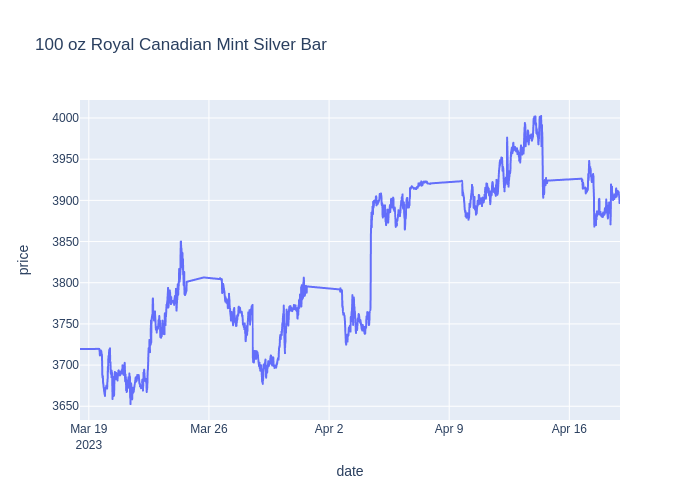 100 oz Royal Canadian Mint Silver Bar
4000
3950
3900
3850
3800
3750
3700
3650
price
Mar 19
2023
Mar 26
Apr 2
Apr 9
Apr 16
date